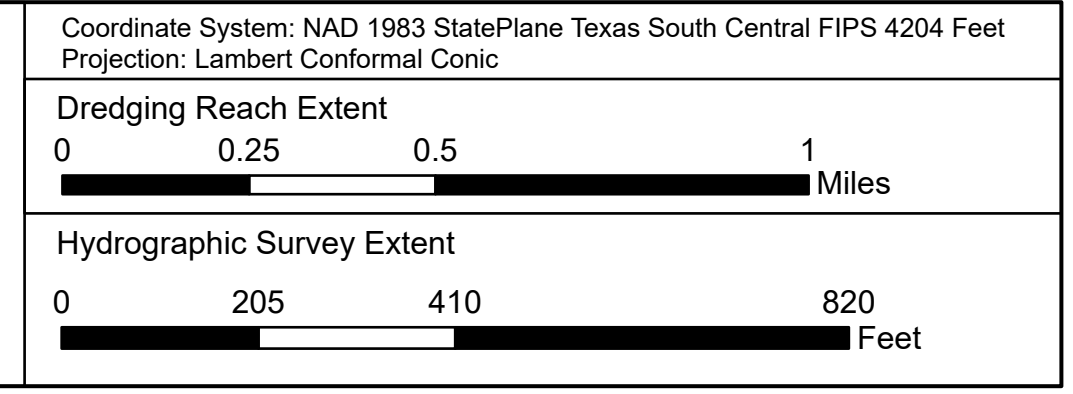 Coordinate System: NAD 1983 StatePlane Texas South Central FIPS 4204 Feet
Projection: Lambert Conformal Conic
Dredging Reach Extent
0 0.25 0.5 1
Miles
Hydrographic Survey Extent
0 205 410 820
Feet